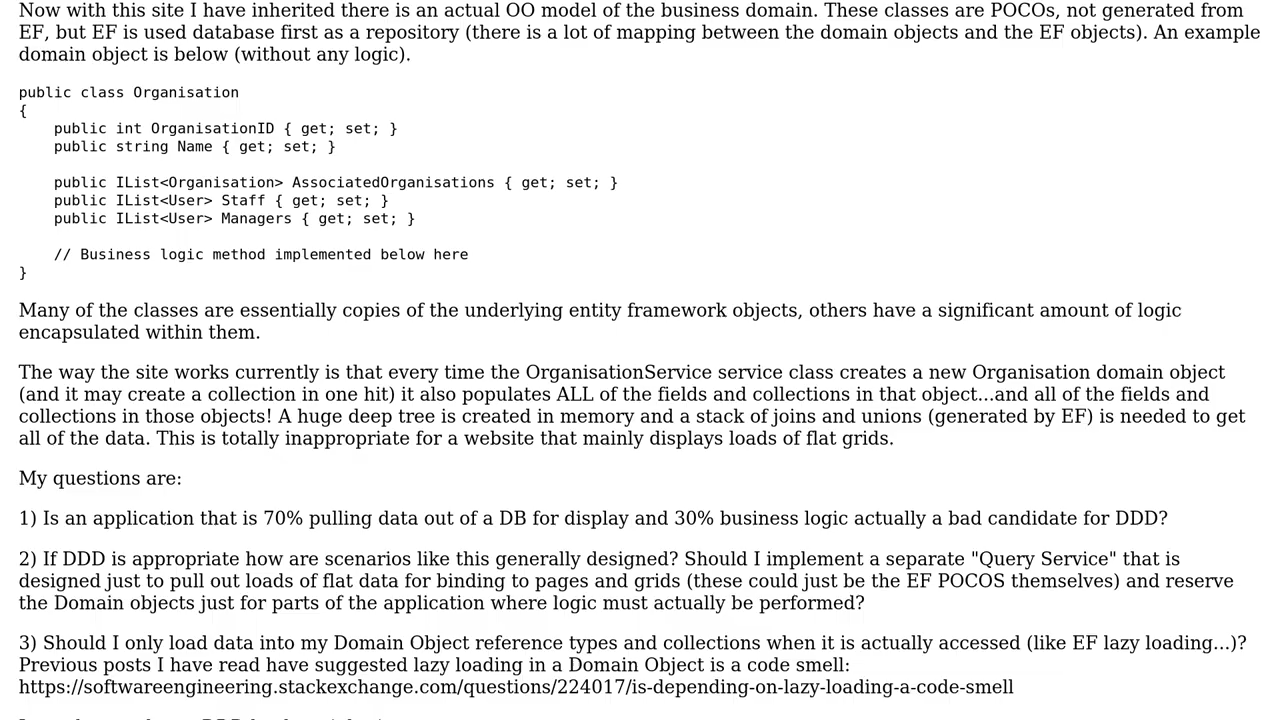 Now with this site I have inherited there is an actual OO model of the business domain. These classes are POCOs, not generated from
EF, but EF is used database first as a repository (there is a lot of mapping between the domain objects and the EF objects). An example
domain object is below (without any logic).
public class Organisation
{
    public int OrganisationID { get; set; }
    public string Name { get; set; }

    public IList<Organisation> AssociatedOrganisations { get; set; }
    public IList<User> Staff { get; set; }
    public IList<User> Managers { get; set; }

    // Business logic method implemented below here
}
Many of the classes are essentially copies of the underlying entity framework objects, others have a significant amount of logic
encapsulated within them.
The way the site works currently is that every time the OrganisationService service class creates a new Organisation domain object
(and it may create a collection in one hit) it also populates ALL of the fields and collections in that object...and all of the fields and
collections in those objects! A huge deep tree is created in memory and a stack of joins and unions (generated by EF) is needed to get
all of the data. This is totally inappropriate for a website that mainly displays loads of flat grids.
My questions are:
1) Is an application that is 70% pulling data out of a DB for display and 30% business logic actually a bad candidate for DDD?
2) If DDD is appropriate how are scenarios like this generally designed? Should I implement a separate "Query Service" that is
designed just to pull out loads of flat data for binding to pages and grids (these could just be the EF POCOS themselves) and reserve
the Domain objects just for parts of the application where logic must actually be performed?
3) Should I only load data into my Domain Object reference types and collections when it is actually accessed (like EF lazy loading...)?
Previous posts I have read have suggested lazy loading in a Domain Object is a code smell:
https://softwareengineering.stackexchange.com/questions/224017/is-depending-on-lazy-loading-a-code-smell